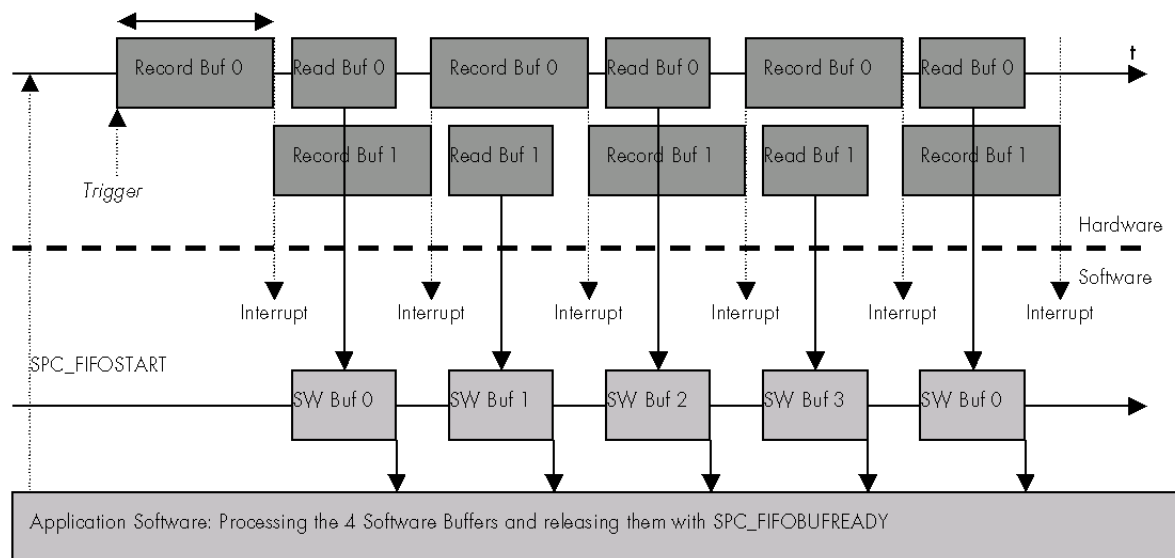 t
Record Buf 0 Read Buf 0 Record Buf 0 Read Buf 0 Record Buf 0 Read Buf 0
Record Buf 1 Read Buf 1 Record Buf 1 Read Buf 1 Record Buf 1
Trigger
Hardware
Software
Interrupt Interrupt Interrupt Interrupt Interrupt Interrupt
SPC_FIFOSTART
SW Buf 0 SW Buf 1 SW Buf 2 SW Buf 3 SW Buf 0
Application Software: Processing the 4 Software Buffers and releasing them with SPC_FIFOBUFREADY